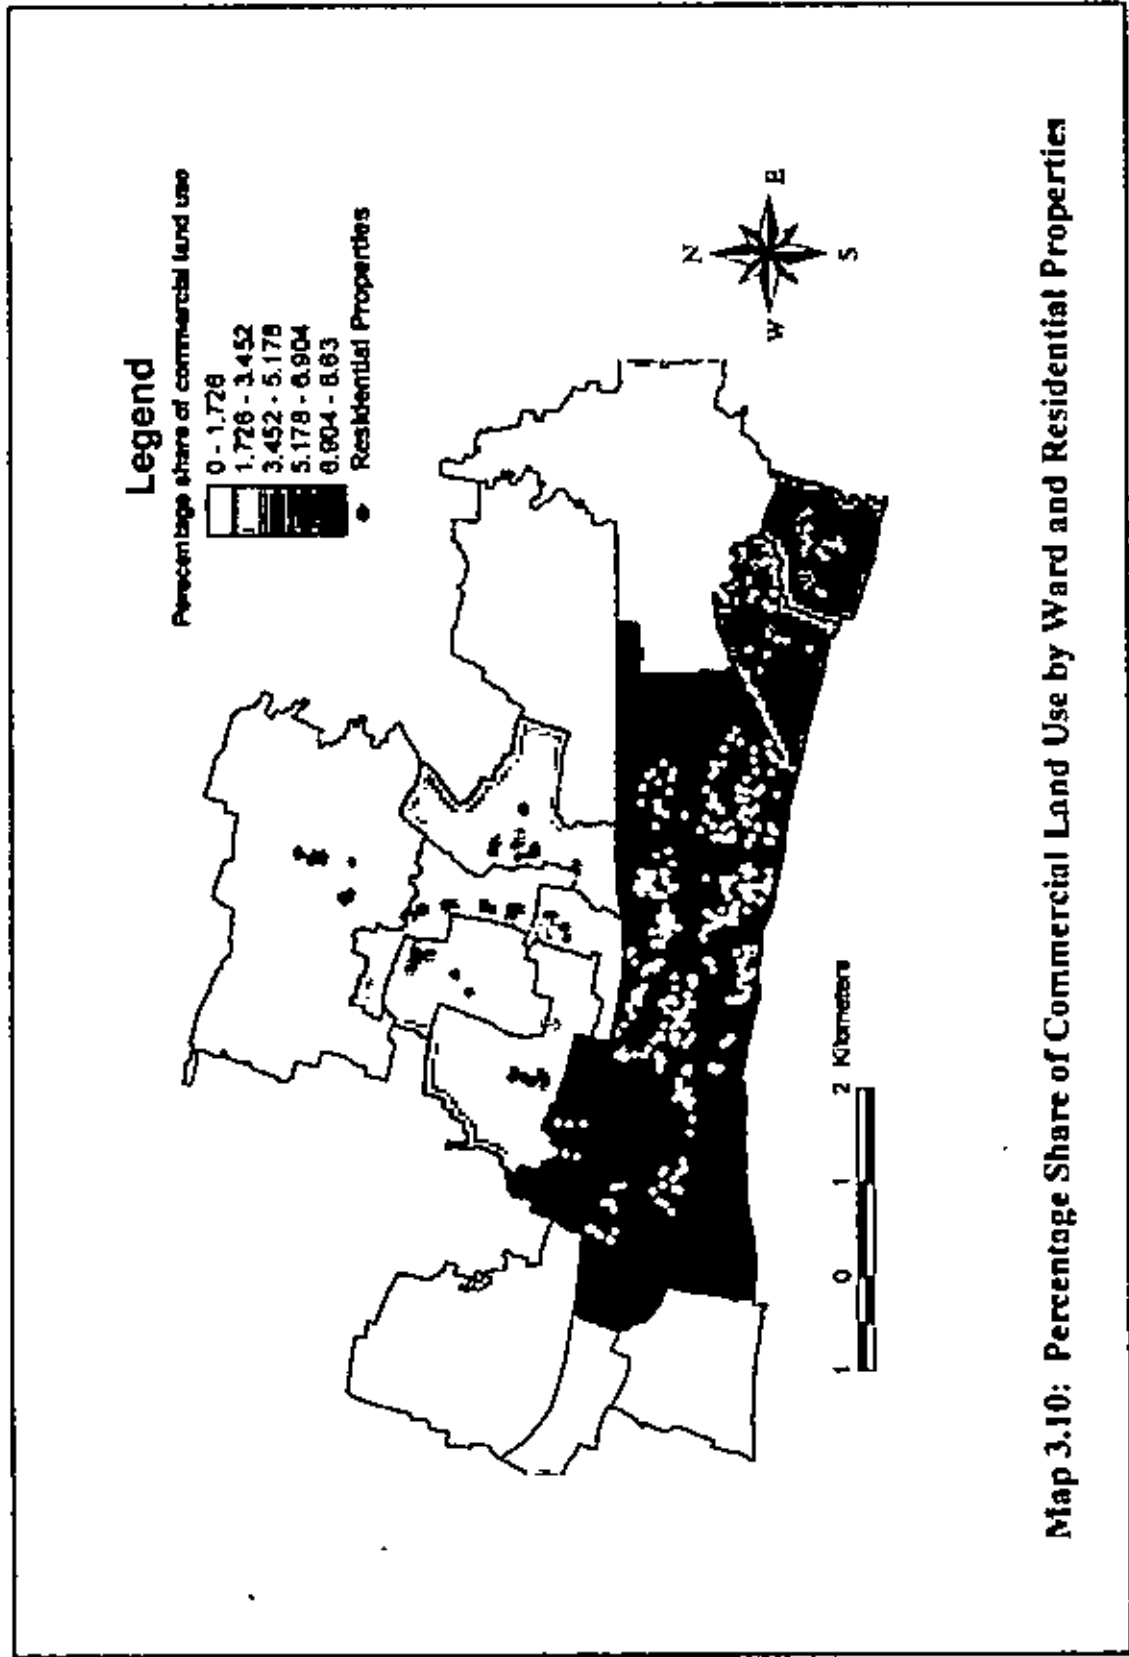 Legend
Perecentage share of commercial land use
0 - 1.726
1.726 - 3.452
3.452 - 5.178
5.178 - 6.904
6.904 - 8.63
Residential Properties
N
W
E
S
1 0 1 2 Kilometers
Map 3.10: Percentage Share of Commercial Land Use by Ward and Residential Properties